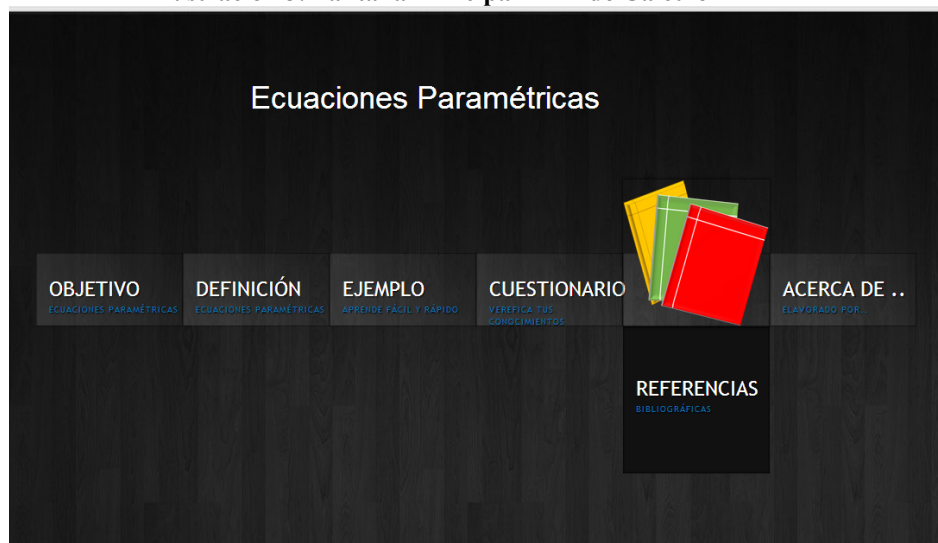 Ecuaciones Paramétricas
OBJETIVO
ECUACIONES PARAMÉTRICAS
DEFINICIÓN
ECUACIONES PARAMÉTRICAS
EJEMPLO
APRENDE FÁCIL Y RÁPIDO
CUESTIONARIO
VEREFICA TUS
CONOCIMIENTOS
ACERCA DE ..
ELAVORADO POR..
REFERENCIAS
BIBLIOGRÁFICAS